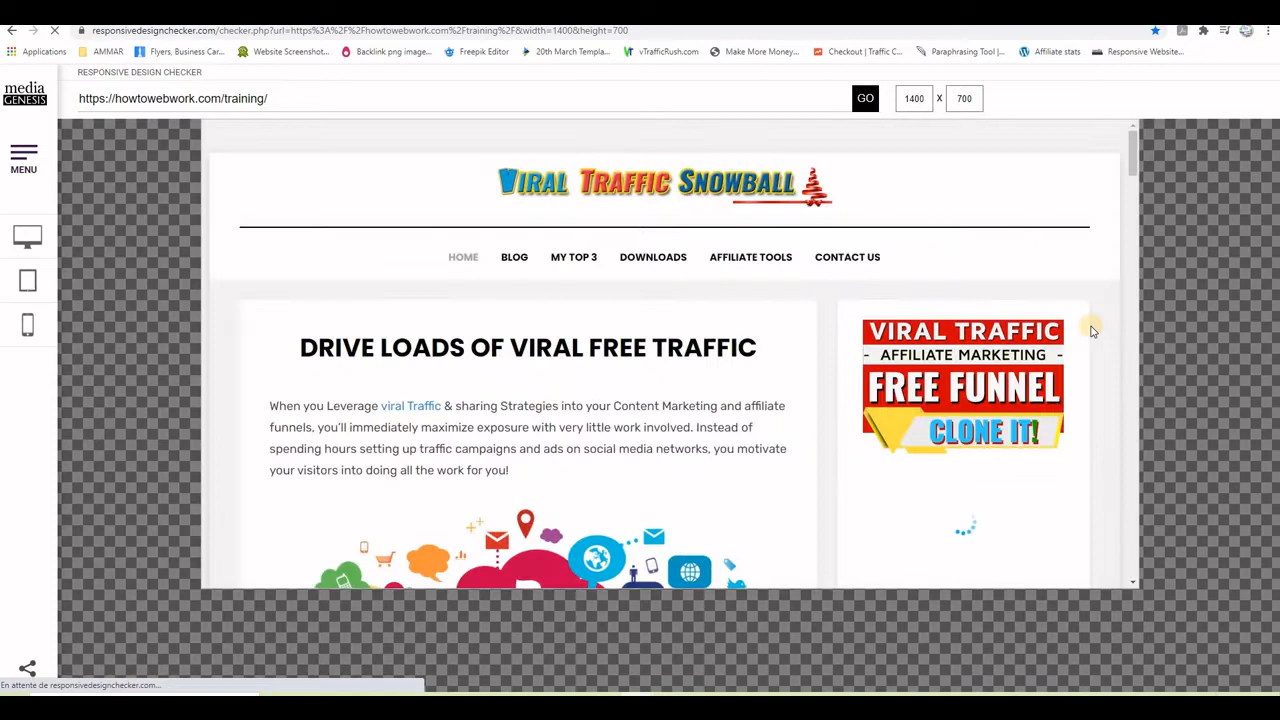 responsivedesignchecker.com/checker.php?url=https%3A%2F%2Fhowtowebwork.com%2Ftraining%2F&width=1400&height=700
Applications AMMAR Flyers, Business Car... Website Screenshot... Backlink png image... Freepik Editor 20th March Templa... vTrafficRush.com Make More Money... Checkout | Traffic C... Paraphrasing Tool |... Affiliate stats Responsive Website...
RESPONSIVE DESIGN CHECKER
media
GENESIS
https://howtowebwork.com/training/
GO
1400 X 700
MENU
VIRAL TRAFFIC SNOWBALL
HOME BLOG MY TOP 3 DOWNLOADS AFFILIATE TOOLS CONTACT US
DRIVE LOADS OF VIRAL FREE TRAFFIC
When you Leverage viral Traffic & sharing Strategies into your Content Marketing and affiliate
funnels, you'll immediately maximize exposure with very little work involved. Instead of
spending hours setting up traffic campaigns and ads on social media networks, you motivate
your visitors into doing all the work for you!
VIRAL TRAFFIC
- AFFILIATE MARKETING -
FREE FUNNEL
CLONE IT!
En attente de responsivedesignchecker.com...